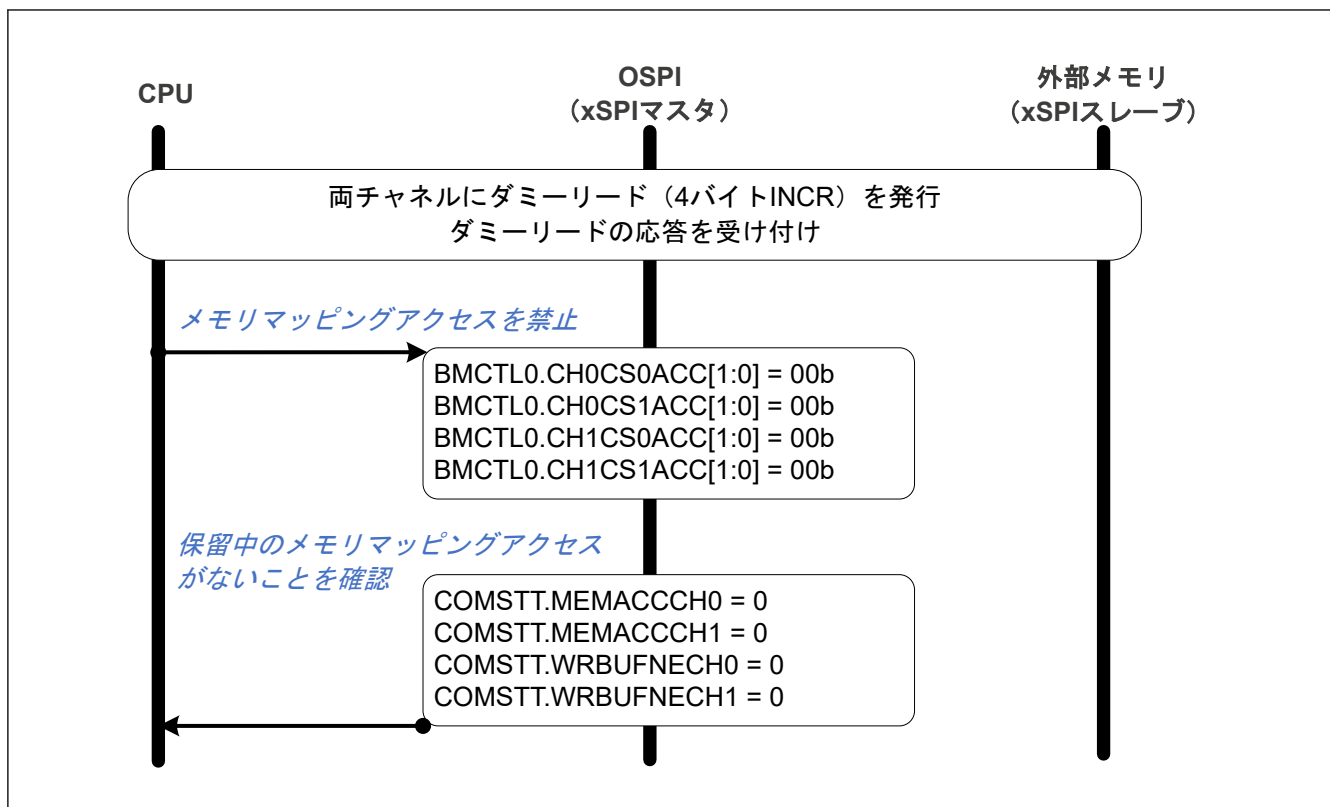 CPU
OSPI
（xSPIマスタ）
外部メモリ
（xSPIスレーブ）
両チャネルにダミーリード（4バイトINCR）を発行
ダミーリードの応答を受け付け
メモリマッピングアクセスを禁止
BMCTL0.CH0CS0ACC[1:0] = 00b
BMCTL0.CH0CS1ACC[1:0] = 00b
BMCTL0.CH1CS0ACC[1:0] = 00b
BMCTL0.CH1CS1ACC[1:0] = 00b
保留中のメモリマッピングアクセス
がないことを確認
COMSTT.MEMACCCH0 = 0
COMSTT.MEMACCCH1 = 0
COMSTT.WRBUFNECH0 = 0
COMSTT.WRBUFNECH1 = 0